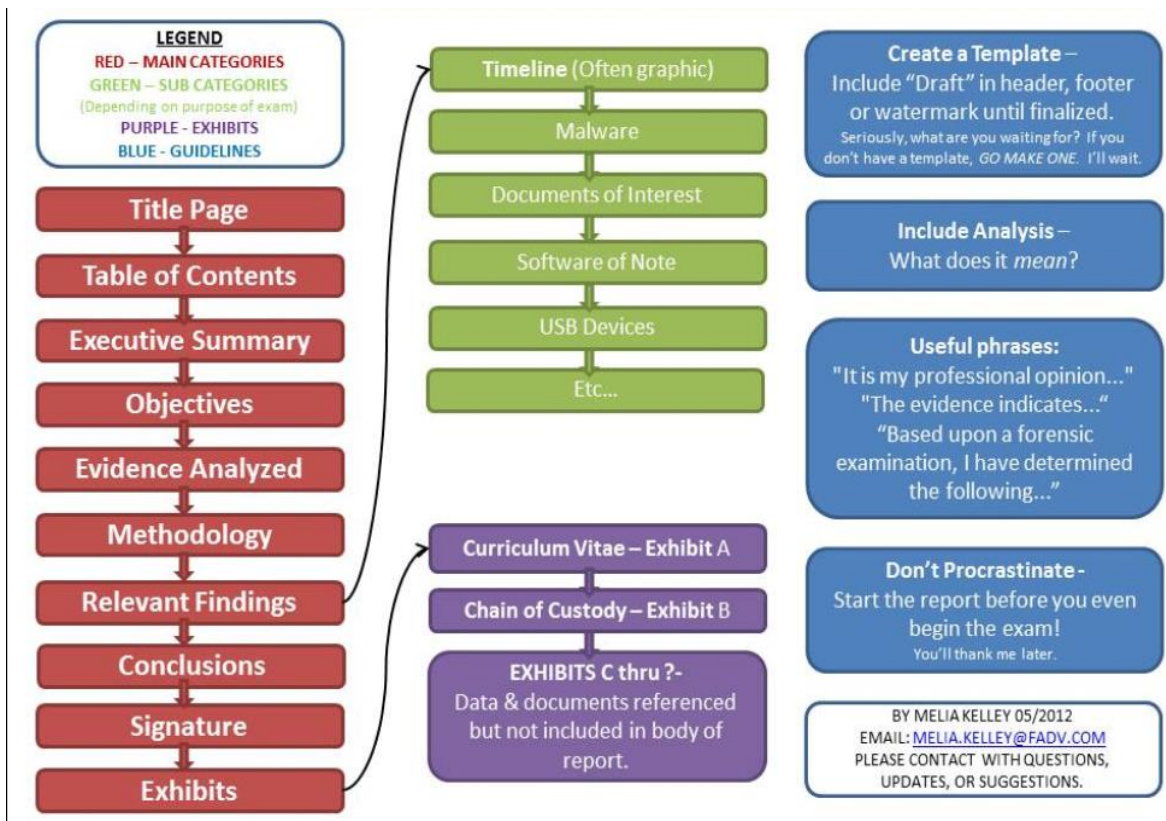 LEGEND
RED – MAIN CATEGORIES
GREEN – SUB CATEGORIES
(Depending on purpose of exam)
PURPLE - EXHIBITS
BLUE - GUIDELINES
Title Page
Table of Contents
Executive Summary
Objectives
Evidence Analyzed
Methodology
Relevant Findings
Conclusions
Signature
Exhibits
Timeline (Often graphic)
Malware
Documents of Interest
Software of Note
USB Devices
Etc...
Curriculum Vitae – Exhibit A
Chain of Custody – Exhibit B
EXHIBITS C thru ?-
Data & documents referenced
but not included in body of
report.
Create a Template –
Include “Draft” in header, footer
or watermark until finalized.
Seriously, what are you waiting for? If you
don’t have a template, GO MAKE ONE. I’ll wait.
Include Analysis –
What does it mean?
Useful phrases:
"It is my professional opinion..."
"The evidence indicates...“
“Based upon a forensic
examination, I have determined
the following...”
Don’t Procrastinate -
Start the report before you even
begin the exam!
You’ll thank me later.
BY MELIA KELLEY 05/2012
EMAIL: MELIA.KELLEY@FADV.COM
PLEASE CONTACT WITH QUESTIONS,
UPDATES, OR SUGGESTIONS.